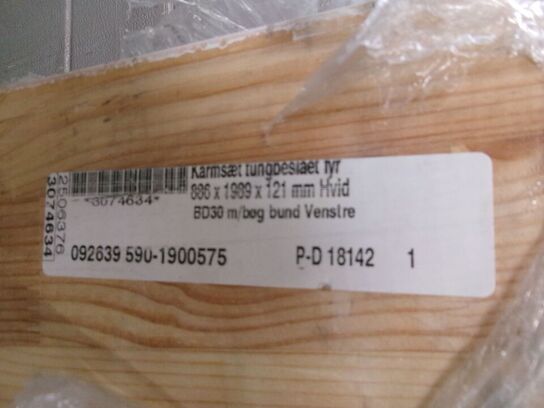 Karmsæt tungbeslået fyr
886 x 1989 x 121 mm Hvid
BD30 m/bøg bund Venstre
*3074634*
2506376
3074634
092639 590-1900575 P-D 18142 1